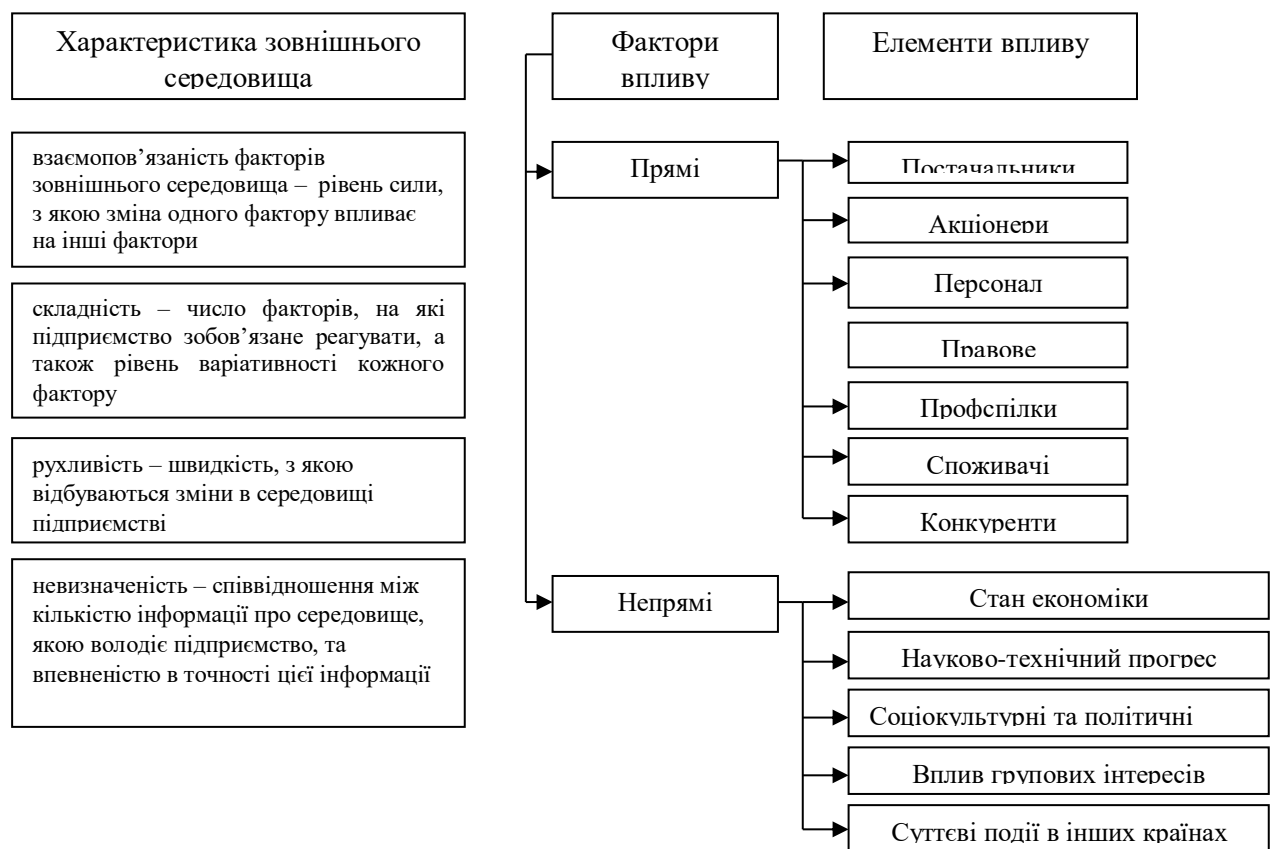 Характеристика зовнішнього
середовища
взаємопов’язаність факторів
зовнішнього середовища – рівень сили,
з якою зміна одного фактору впливає
на інші фактори
складність – число факторів, на які
підприємство зобов’язане реагувати, а
також рівень варіативності кожного
фактору
рухливість – швидкість, з якою
відбуваються зміни в середовищі
підприємстві
невизначеність – співвідношення між
кількістю інформації про середовище,
якою володіє підприємство, та
впевненістю в точності цієї інформації
Фактори
впливу
Прямі
Непрямі
Елементи впливу
Постачальники
Акціонери
Персонал
Правове
Профспілки
Споживачі
Конкуренти
Стан економіки
Науково-технічний прогрес
Соціокультурні та політичні
Вплив групових інтересів
Суттєві події в інших країнах